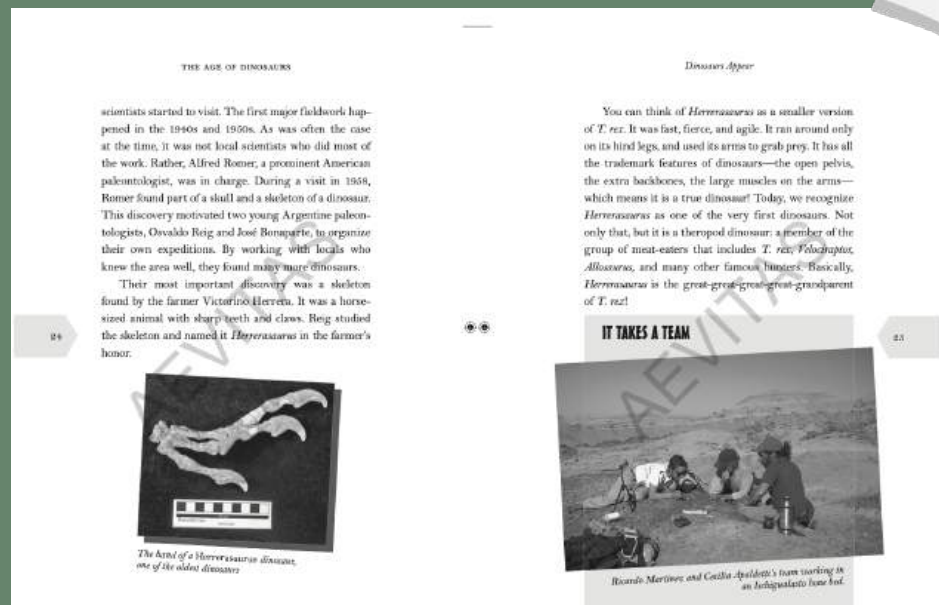 THE AGE OF DINOSAURS
scientists started to visit. The first major fieldwork hap-
pened in the 1940s and 1950s. As was often the case
at the time, it was not local scientists who did most of
the work. Rather, Alfred Romer, a prominent American
paleontologist, was in charge. During a visit in 1958,
Romer found part of a skull and a skeleton of a dinosaur.
This discovery motivated two young Argentine paleon-
tologists, Osvaldo Reig and José Bonaparte, to organize
their own expeditions. By working with locals who
knew the area well, they found many more dinosaurs.
Their most important discovery was a skeleton
found by the farmer Victorino Herrera. It was a horse-
sized animal with sharp teeth and claws. Reig studied
the skeleton and named it Herrerasaurus in the farmer's
honor.
24
The hand of a Herrerasaurus dinosaur,
one of the oldest dinosaurs
AEVITAS
Dinosaurs Appear
You can think of Herrerasaurus as a smaller version
of T. rex. It was fast, fierce, and agile. It ran around only
on its hind legs, and used its arms to grab prey. It has all
the trademark features of dinosaurs—the open pelvis,
the extra backbones, the large muscles on the arms—
which means it is a true dinosaur! Today, we recognize
Herrerasaurus as one of the very first dinosaurs. Not
only that, but it is a theropod dinosaur: a member of the
group of meat-eaters that includes T. rex, Velociraptor,
Allosaurus, and many other famous hunters. Basically,
Herrerasaurus is the great-great-great-great-grandparent
of T. rex!
IT TAKES A TEAM
25
Ricardo Martínez and Cecilia Apaldetti's team working in
an Ischigualasto bone bed.
AEVITAS